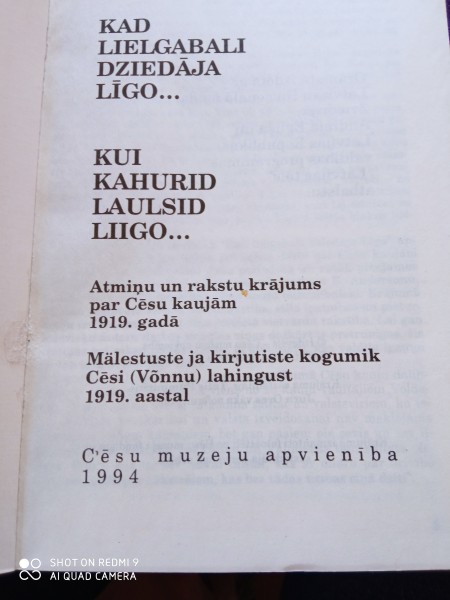 KAD
LIELGABALI
DZIEDĀJA
LĪGO...
KUI
KAHURID
LAULSID
LIIGO...
Atmiņu un rakstu krājums
par Cēsu kaujām
1919. gadā
Mälestuste ja kirjutiste kogumik
Cēsi (Võnnu) lahingust
1919. aastal
C'ēsu muzeju apvienība
1994
SHOT ON REDMI 9
AI QUAD CAMERA